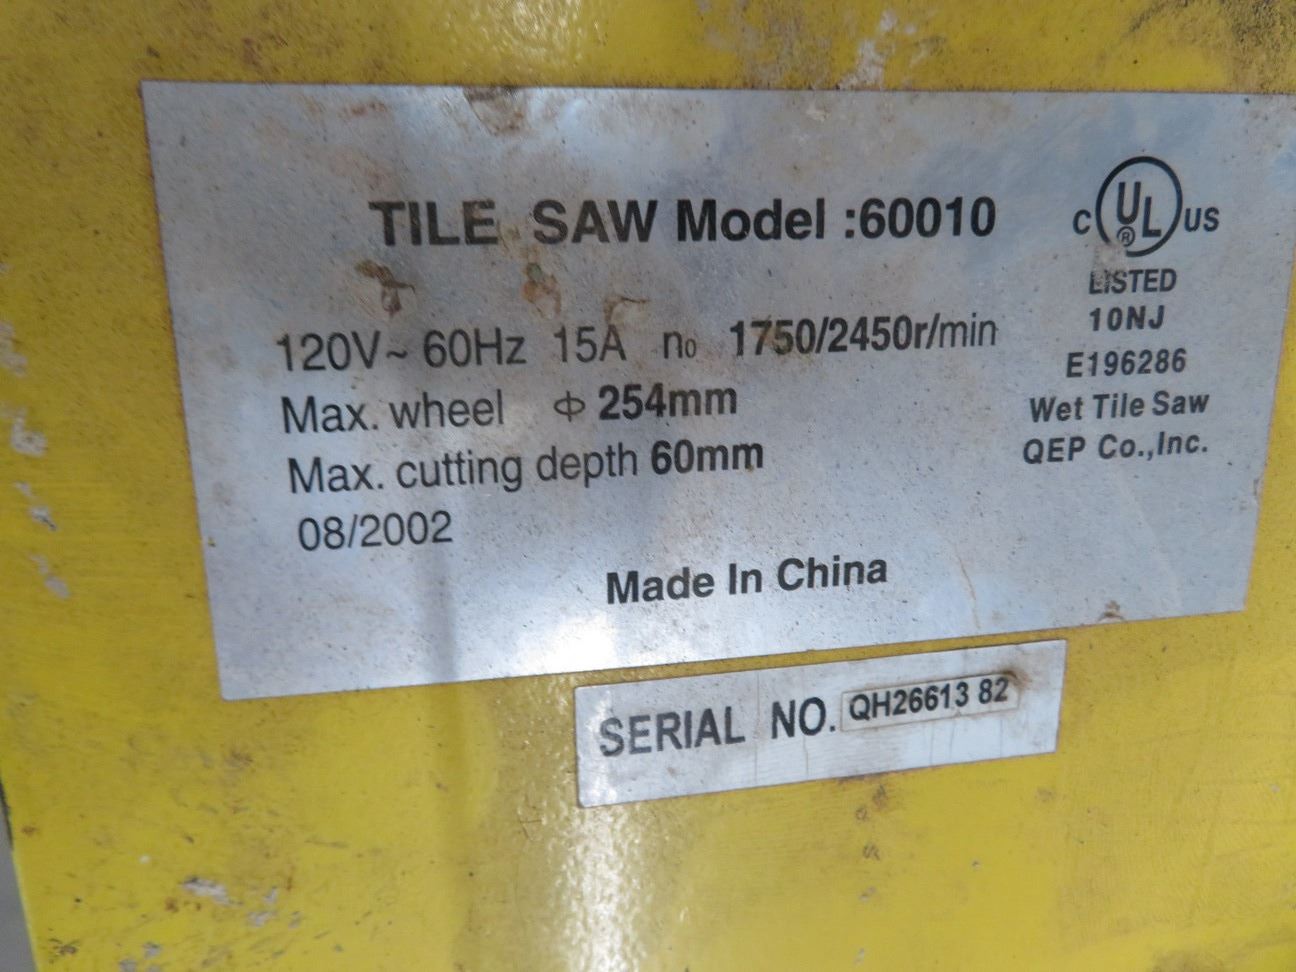 TILE SAW Model :60010
C UL ® US
LISTED
10NJ
E196286
Wet Tile Saw
QEP Co.,Inc.
120V~ 60Hz 15A no 1750/2450r/min
Max. wheel Φ 254mm
Max. cutting depth 60mm
08/2002
Made In China
SERIAL NO. QH26613 82